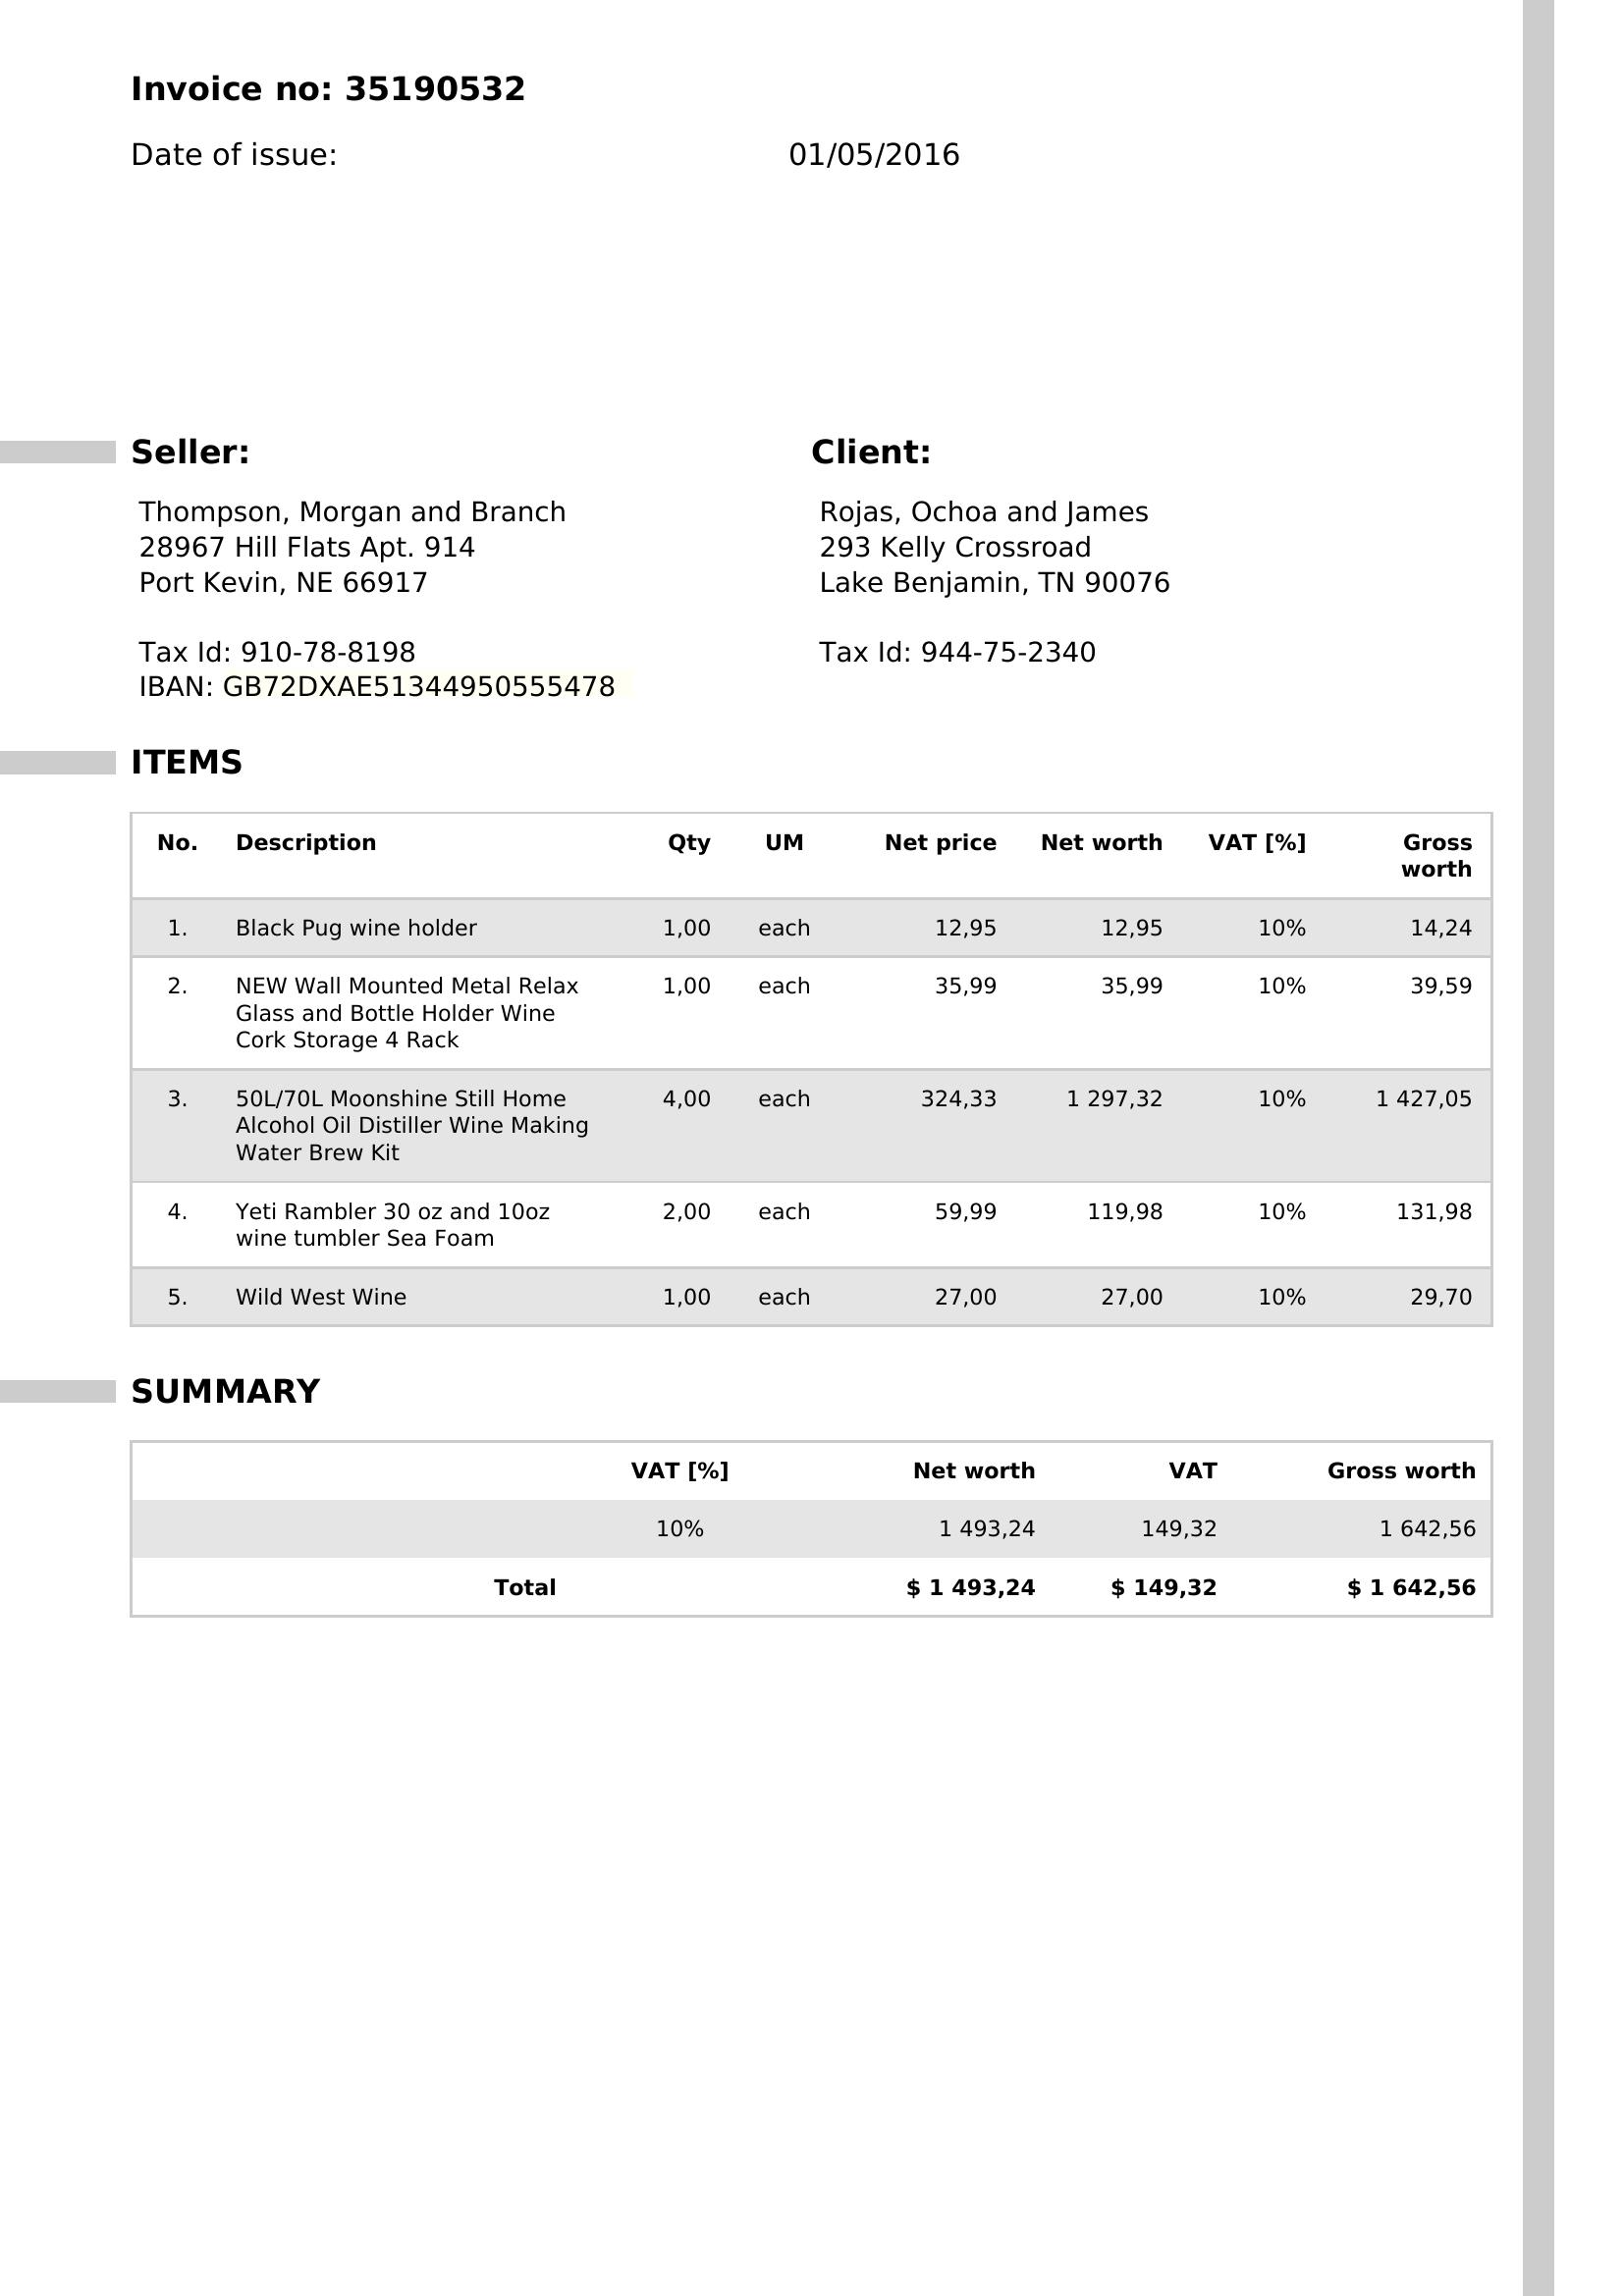 Invoice no: 35190532
Date of issue: 01/05/2016
Seller:
Thompson, Morgan and Branch
28967 Hill Flats Apt. 914
Port Kevin, NE 66917
Tax Id: 910-78-8198
IBAN: GB72DXAE51344950555478
Client:
Rojas, Ochoa and James
293 Kelly Crossroad
Lake Benjamin, TN 90076
Tax Id: 944-75-2340
ITEMS
No. Description Qty UM Net price Net worth VAT [%] Gross
worth
1. Black Pug wine holder 1,00 each 12,95 12,95 10% 14,24
2. NEW Wall Mounted Metal Relax 1,00 each 35,99 35,99 10% 39,59
Glass and Bottle Holder Wine
Cork Storage 4 Rack
3. 50L/70L Moonshine Still Home 4,00 each 324,33 1 297,32 10% 1 427,05
Alcohol Oil Distiller Wine Making
Water Brew Kit
4. Yeti Rambler 30 oz and 10oz 2,00 each 59,99 119,98 10% 131,98
wine tumbler Sea Foam
5. Wild West Wine 1,00 each 27,00 27,00 10% 29,70
SUMMARY
VAT [%] Net worth VAT Gross worth
10% 1 493,24 149,32 1 642,56
Total $ 1 493,24 $ 149,32 $ 1 642,56